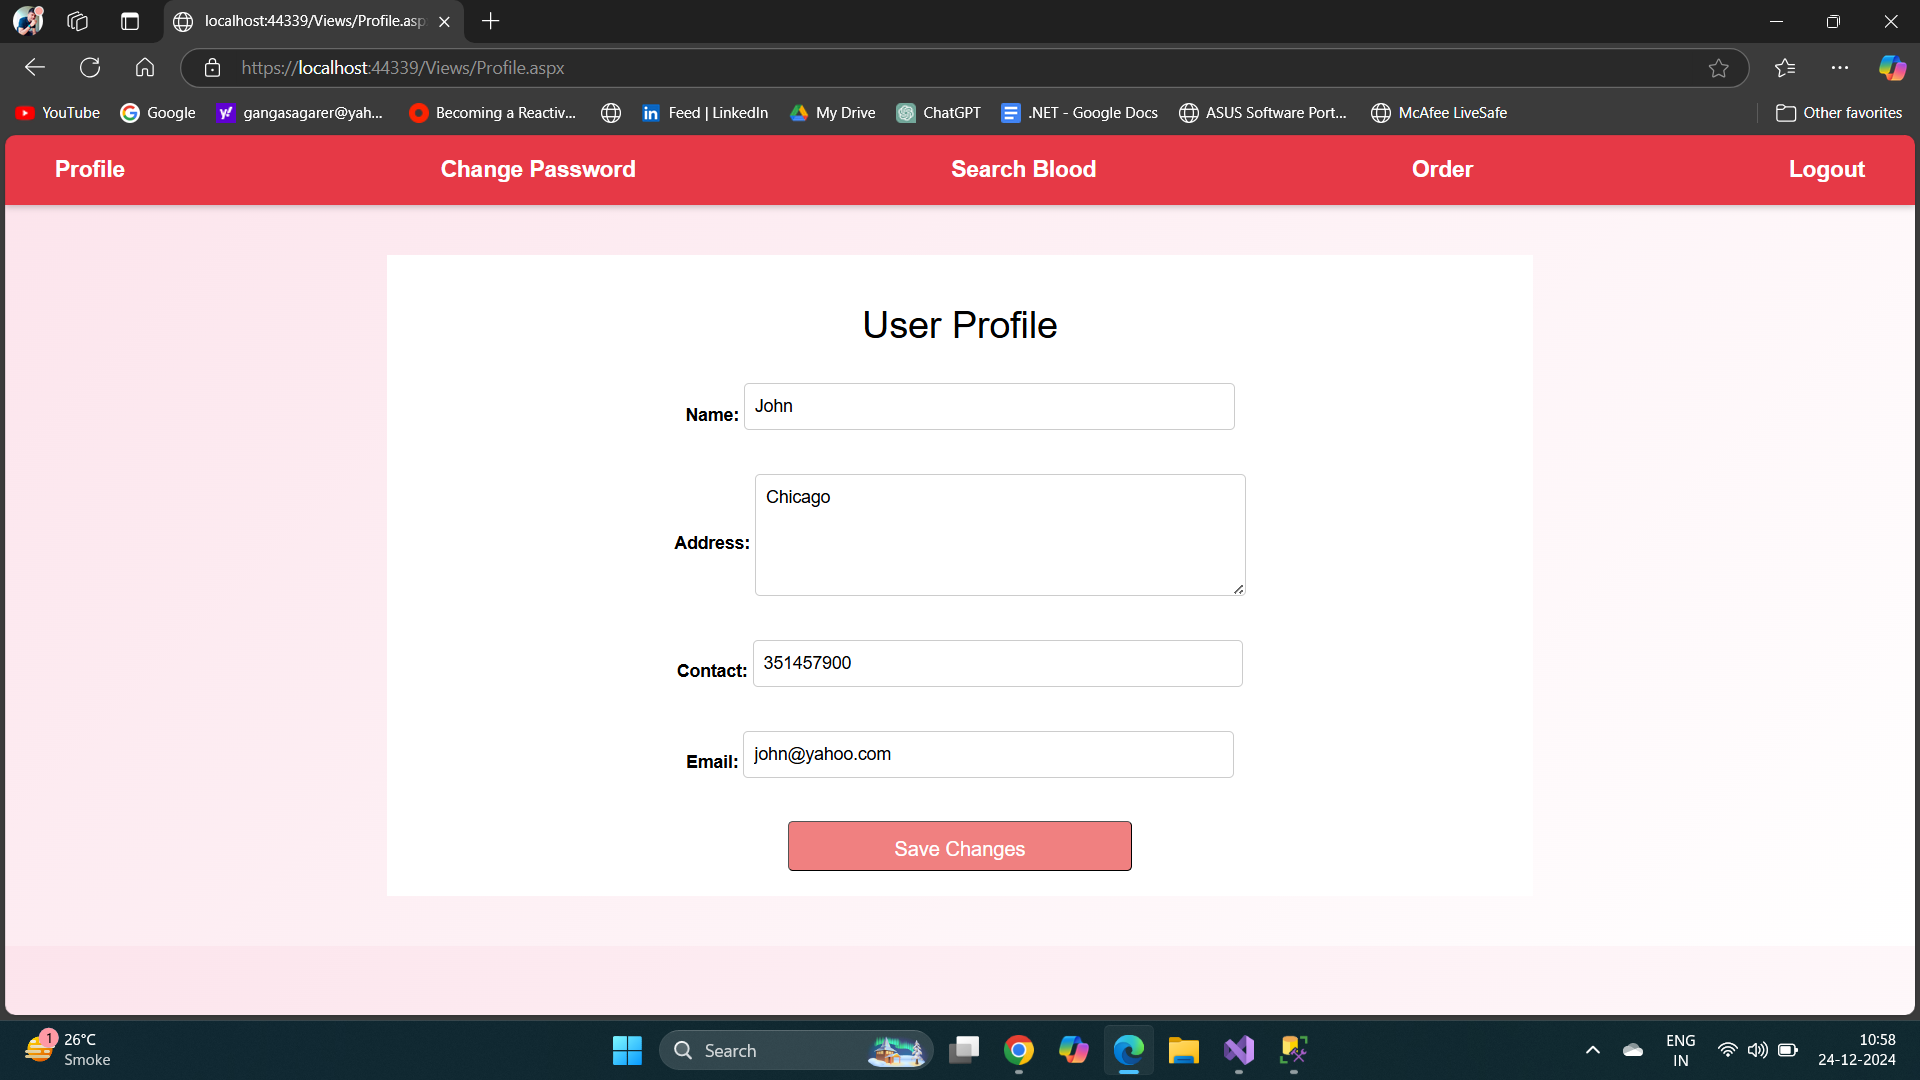 localhost:44339/Views/Profile.asp
https://localhost:44339/Views/Profile.aspx
YouTube
Google
gangasagarer@yah...
Becoming a Reactiv...
Feed | LinkedIn
My Drive
ChatGPT
.NET - Google Docs
ASUS Software Port...
McAfee LiveSafe
Other favorites
Profile
Change Password
Search Blood
Order
Logout
User Profile
Name: John
Address: Chicago
Contact: 351457900
Email: john@yahoo.com
Save Changes
1
26°C
Smoke
Search
ENG
IN
10:58
24-12-2024